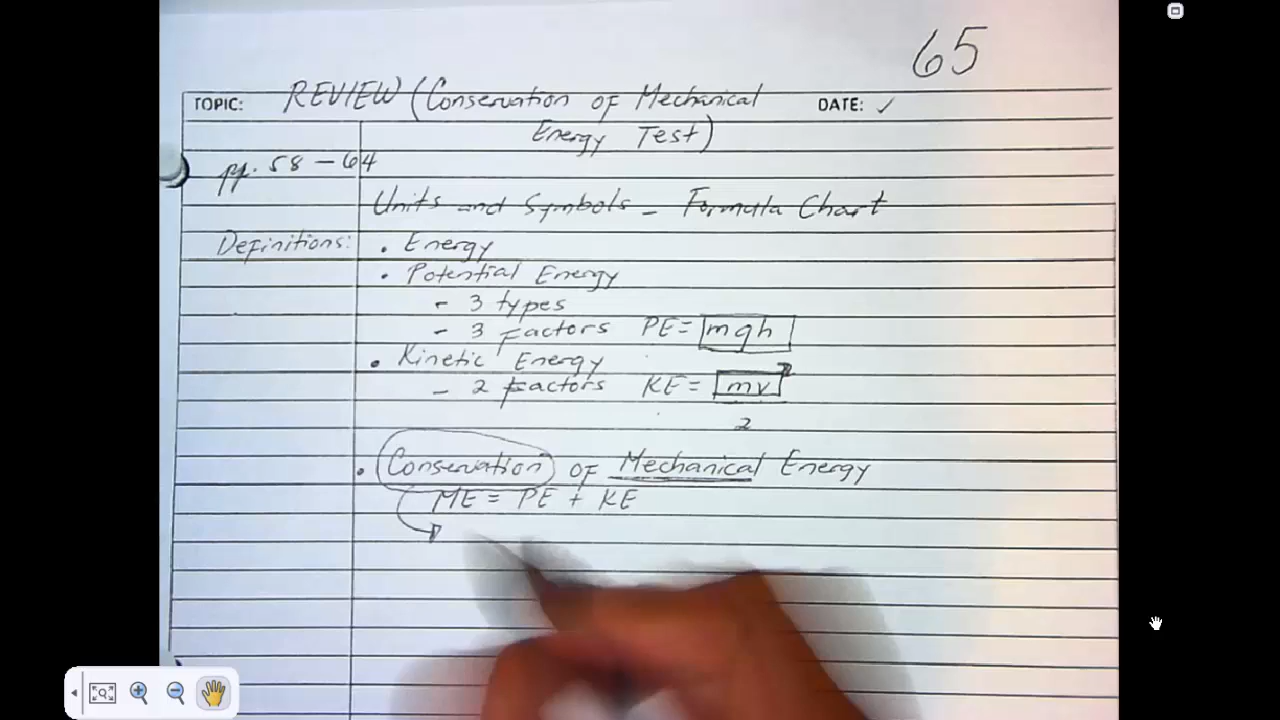 65
TOPIC: REVIEW (Conservation of Mechanical DATE: ✓
Energy Test)
pp. 58 - 64
Units and Symbols - Formula Chart
Definitions: • Energy
• Potential Energy
- 3 types
- 3 Factors PE = mgh
• Kinetic Energy
- 2 Factors KE = mv²
2
• Conservation of Mechanical Energy
ME = PE + KE